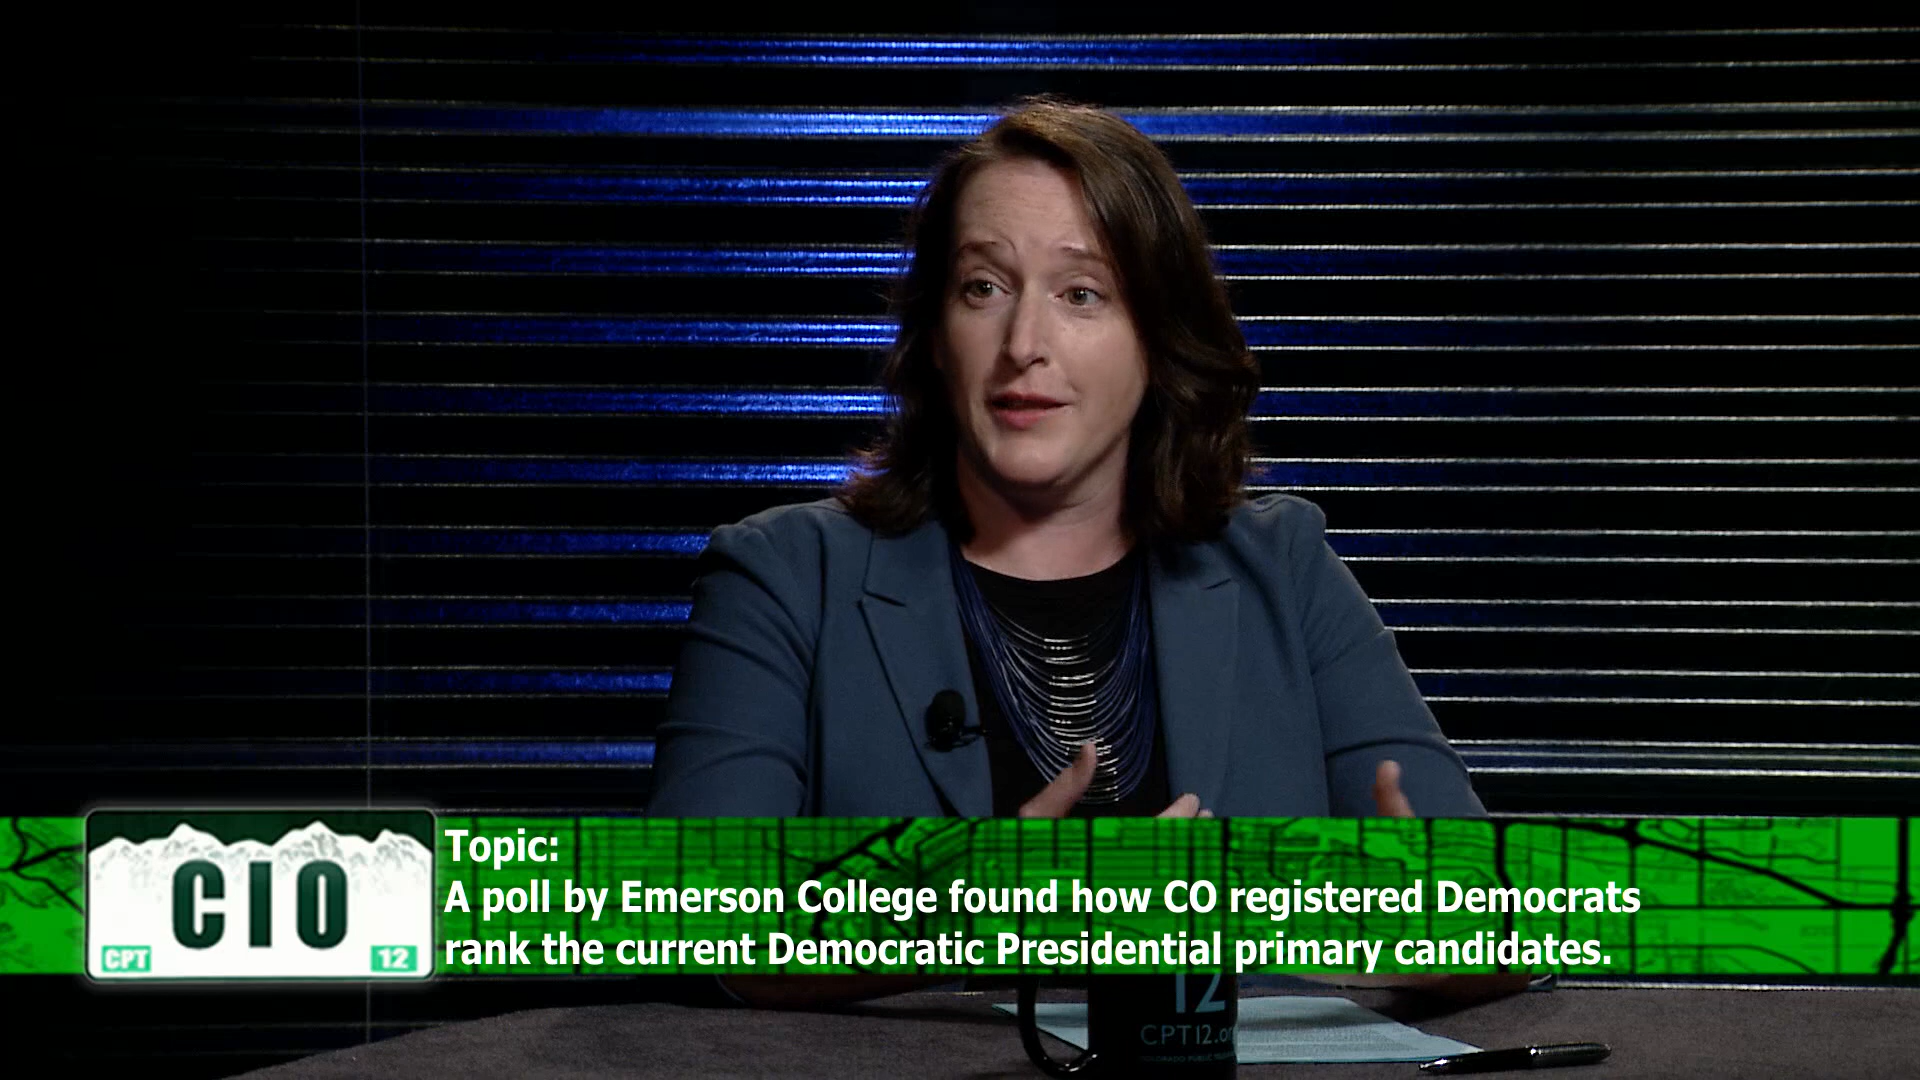 Topic:
A poll by Emerson College found how CO registered Democrats
rank the current Democratic Presidential primary candidates.
CIO
CPT 12
12
CPT12.or